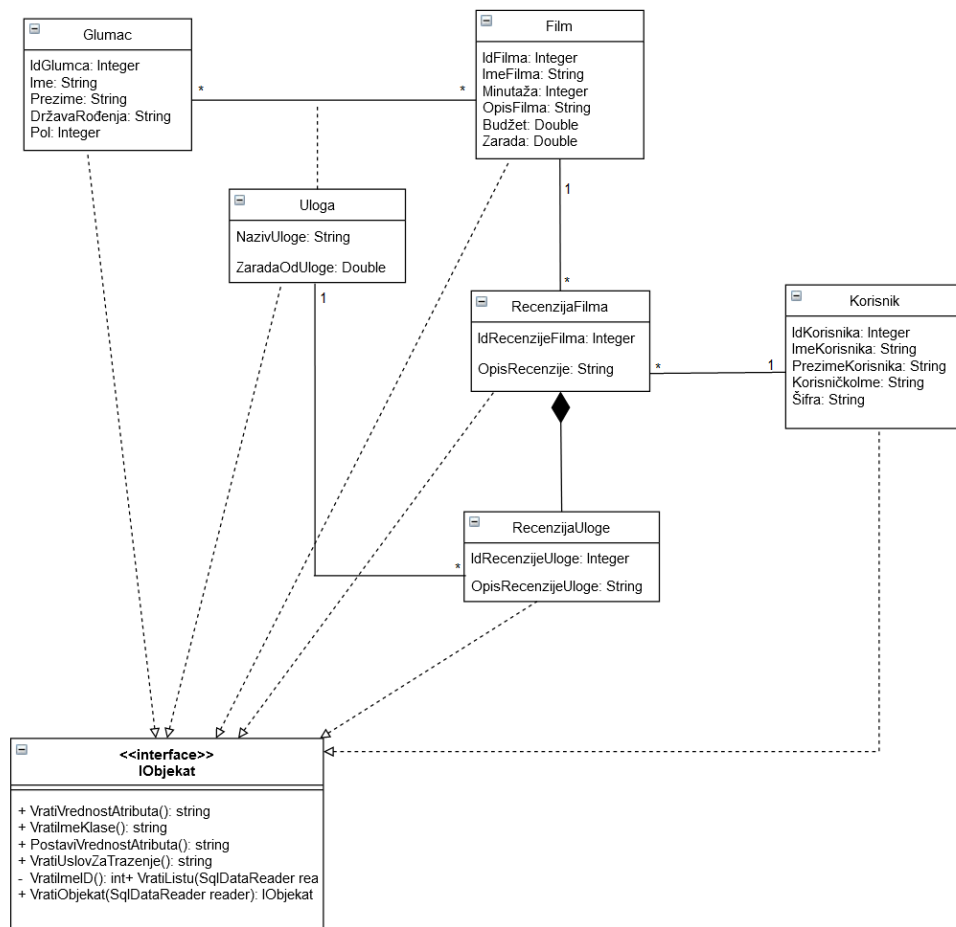 Glumac
IdGlumca: Integer
Ime: String
Prezime: String
DržavaRođenja: String
Pol: Integer
Film
IdFilma: Integer
ImeFilma: String
Minutaža: Integer
OpisFilma: String
Budžet: Double
Zarada: Double
*
*
1
Uloga
NazivUloge: String
ZaradaOdUloge: Double
1
*
RecenzijaFilma
IdRecenzijeFilma: Integer
OpisRecenzije: String
*
1
Korisnik
IdKorisnika: Integer
ImeKorisnika: String
PrezimeKorisnika: String
KorisničkoIme: String
Šifra: String
RecenzijaUloge
IdRecenzijeUloge: Integer
OpisRecenzijeUloge: String
*
<<interface>>
IObjekat
+ VratiVrednostAtributa(): string
+ VratiImeKlase(): string
+ PostaviVrednostAtributa(): string
+ VratiUslovZaTrazenje(): string
- VratiImeID(): int+ VratiListu(SqlDataReader rea
+ VratiObjekat(SqlDataReader reader): IObjekat